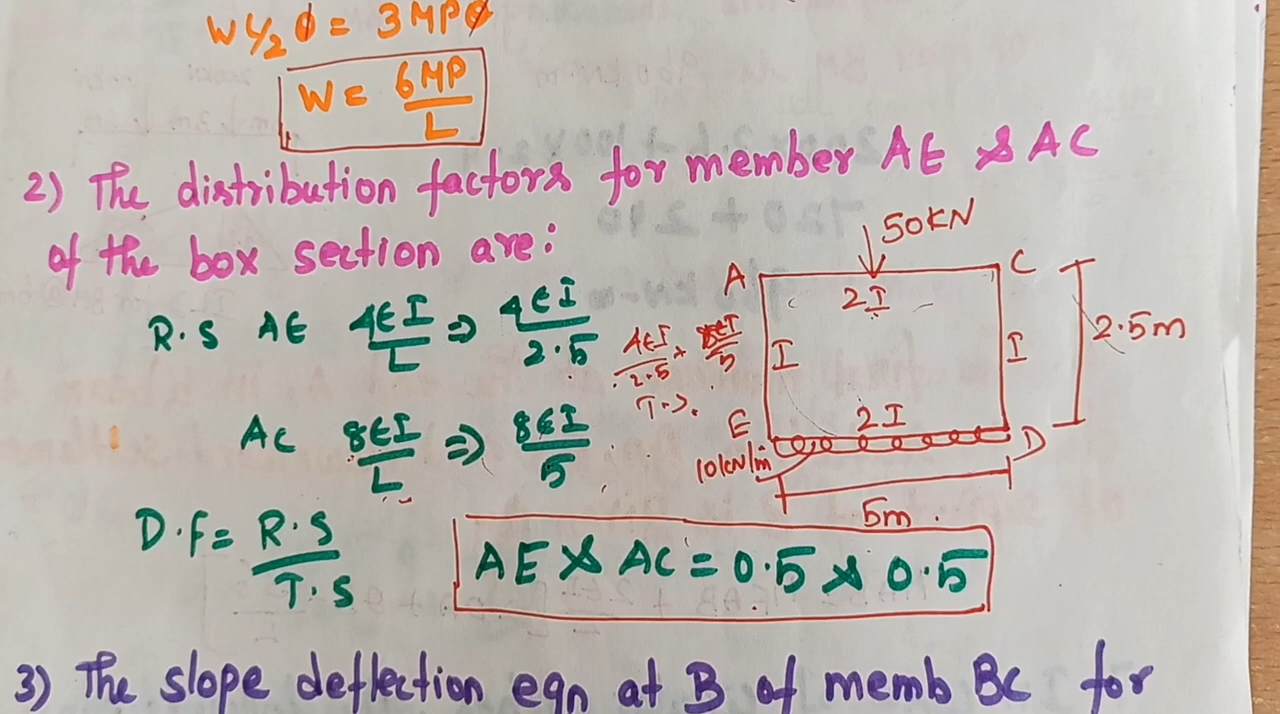 W L/2 θ = 3MPθ
W = 6MP/L
2) The distribution factors for member AE & AC
of the box section are:
R.S AE 4EI/L => 4EI/2.5
AC 8EI/L => 8EI/5
D.F = R.S/T.S
4EI/2.5 + 8EI/5
T.S.
50KN
A
C
2I
I
I
2.5m
E
2I
D
10KN/m
5m.
AE & AC = 0.5 & 0.5
3) The slope deflection eqn at B of memb BC for